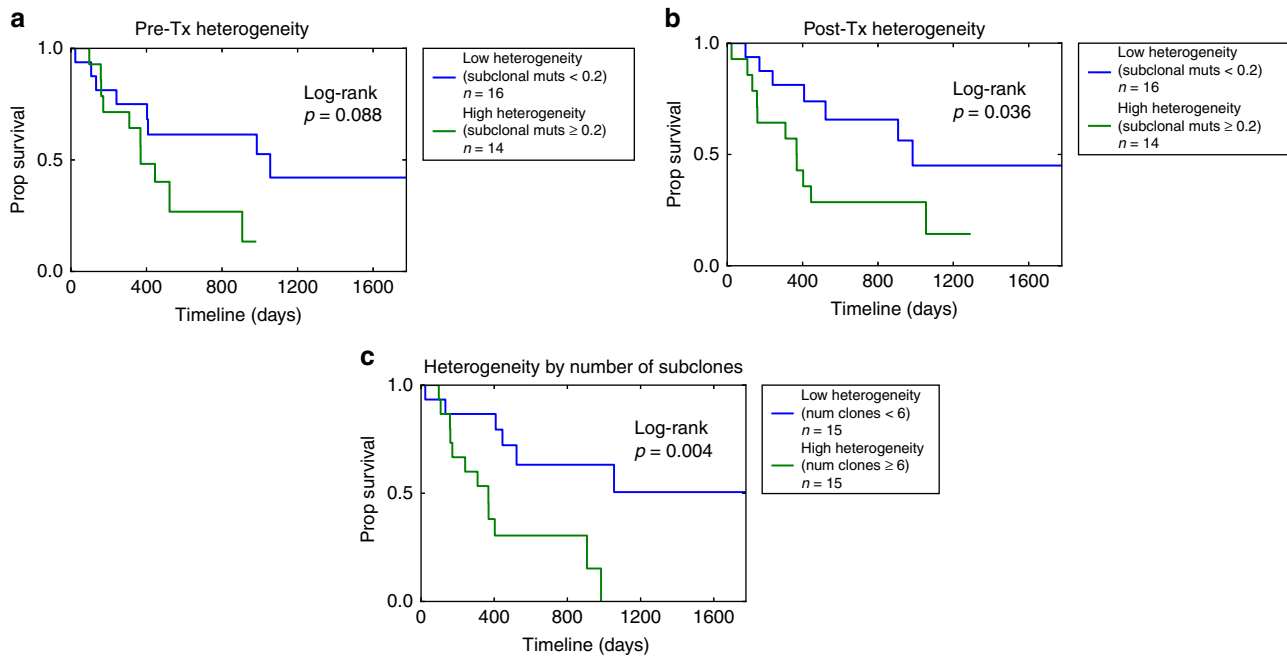 a
Pre-Tx heterogeneity
1.0
0.5
0.0
Prop survival
0 400 800 1200 1600
Timeline (days)
Log-rank
p = 0.088
Low heterogeneity
(subclonal muts < 0.2)
n = 16
High heterogeneity
(subclonal muts ≥ 0.2)
n = 14
b
Post-Tx heterogeneity
1.0
0.5
0.0
Prop survival
0 400 800 1200 1600
Timeline (days)
Log-rank
p = 0.036
Low heterogeneity
(subclonal muts < 0.2)
n = 16
High heterogeneity
(subclonal muts ≥ 0.2)
n = 14
c
Heterogeneity by number of subclones
1.0
0.5
0.0
Prop survival
0 400 800 1200 1600
Timeline (days)
Log-rank
p = 0.004
Low heterogeneity
(num clones < 6)
n = 15
High heterogeneity
(num clones ≥ 6)
n = 15